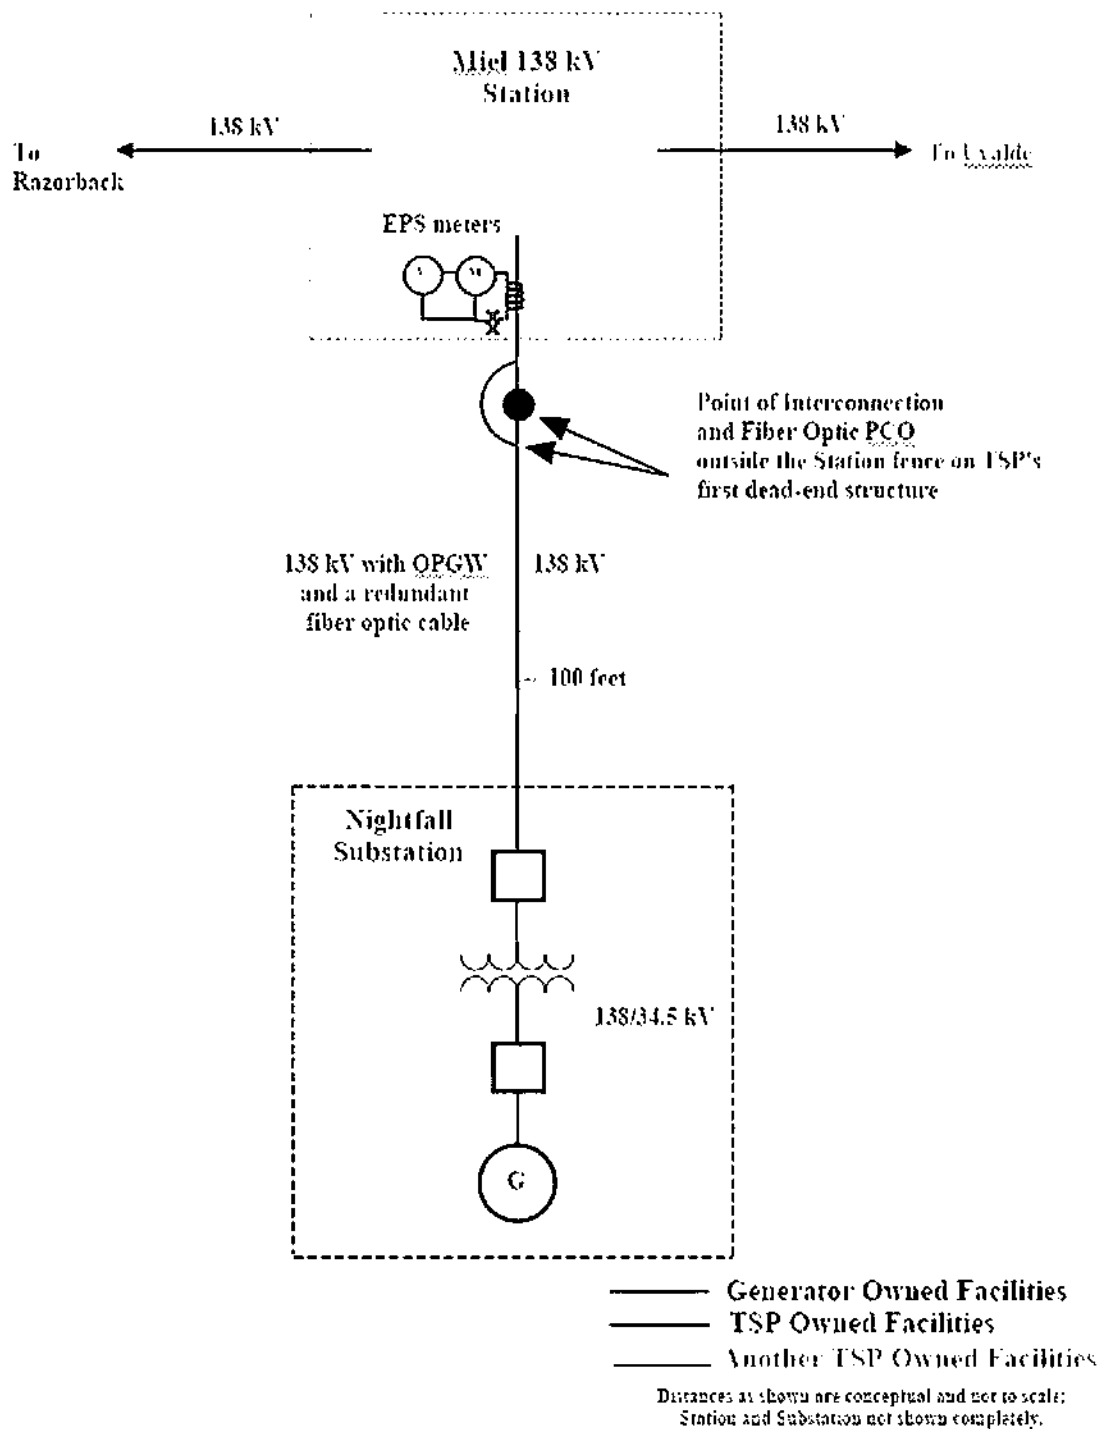 Miel 138 kV
Station
138 kV
138 kV
To
Razorback
To Uvalde
EPS meters
Point of Interconnection
and Fiber Optic PCO
outside the Station fence on TSP's
first dead-end structure
138 kV with OPGW
and a redundant
fiber optic cable
138 kV
~ 100 feet
Nightfall
Substation
138/34.5 kV
G
Generator Owned Facilities
TSP Owned Facilities
Another TSP Owned Facilities
Distances as shown are conceptual and not to scale;
Station and Substation not shown completely.